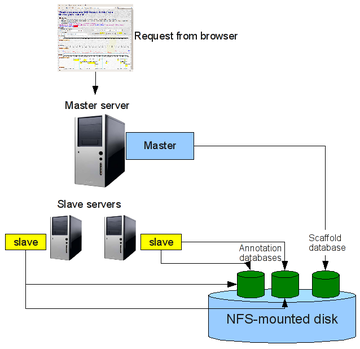 Request from browser
Master server
Master
Slave servers
slave
slave
Annotation
databases
Scaffold
database
NFS-mounted disk